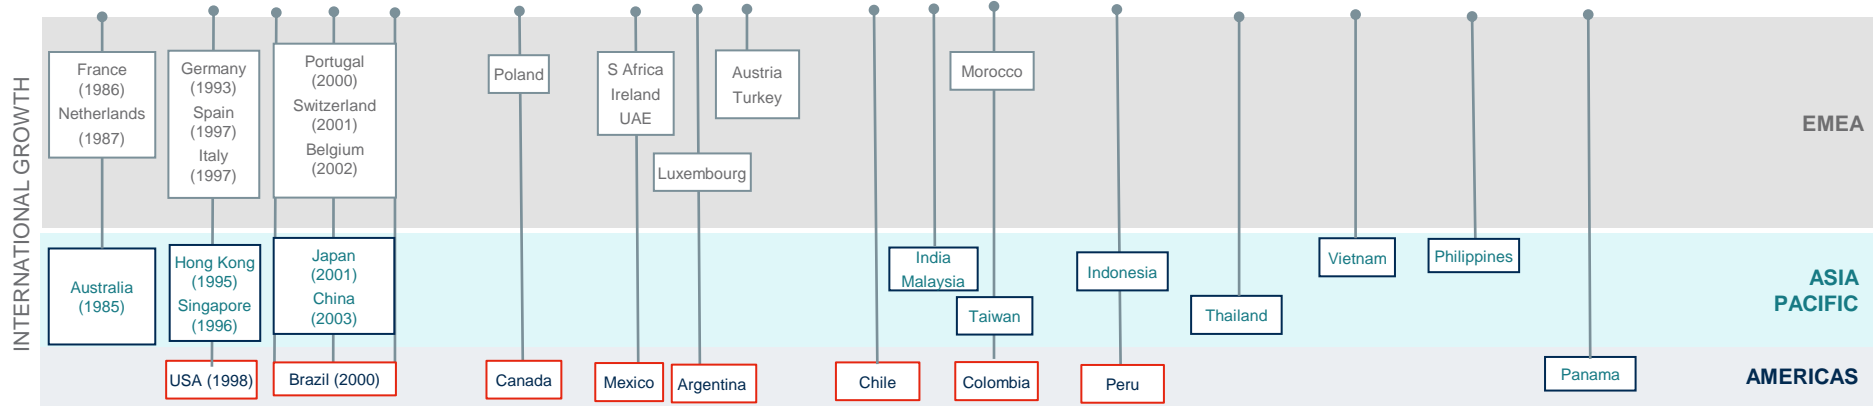 INTERNATIONAL GROWTH
France
(1986)
Netherlands
(1987)
Germany
(1993)
Spain
(1997)
Italy
(1997)
Portugal
(2000)
Switzerland
(2001)
Belgium
(2002)
Poland
S Africa
Ireland
UAE
Luxembourg
Austria
Turkey
Morocco
EMEA
Australia
(1985)
Hong Kong
(1995)
Singapore
(1996)
Japan
(2001)
China
(2003)
India
Malaysia
Taiwan
Indonesia
Thailand
Vietnam
Philippines
ASIA
PACIFIC
USA (1998)
Brazil (2000)
Canada
Mexico
Argentina
Chile
Colombia
Peru
Panama
AMERICAS